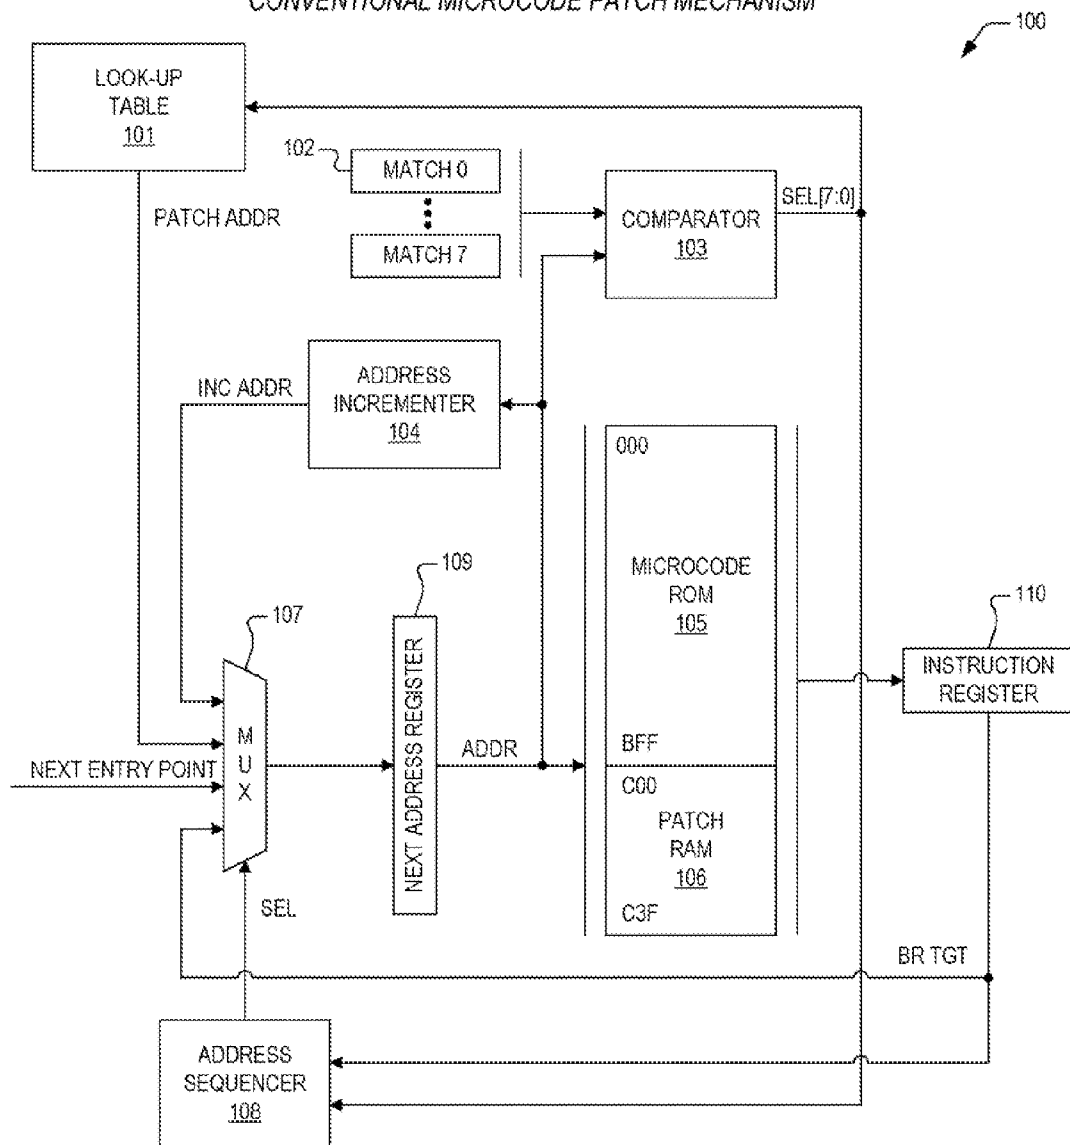 CONVENTIONAL MICROCODE PATCH MECHANISM
100
LOOK-UP
TABLE
101
102
MATCH 0
MATCH 7
COMPARATOR
103
SEL[7:0]
PATCH ADDR
INC ADDR
ADDRESS
INCREMENTER
104
000
MICROCODE
ROM
105
BFF
C00
PATCH
RAM
106
C3F
109
NEXT ADDRESS REGISTER
ADDR
107
MUX
NEXT ENTRY POINT
SEL
110
INSTRUCTION
REGISTER
BR TGT
ADDRESS
SEQUENCER
108